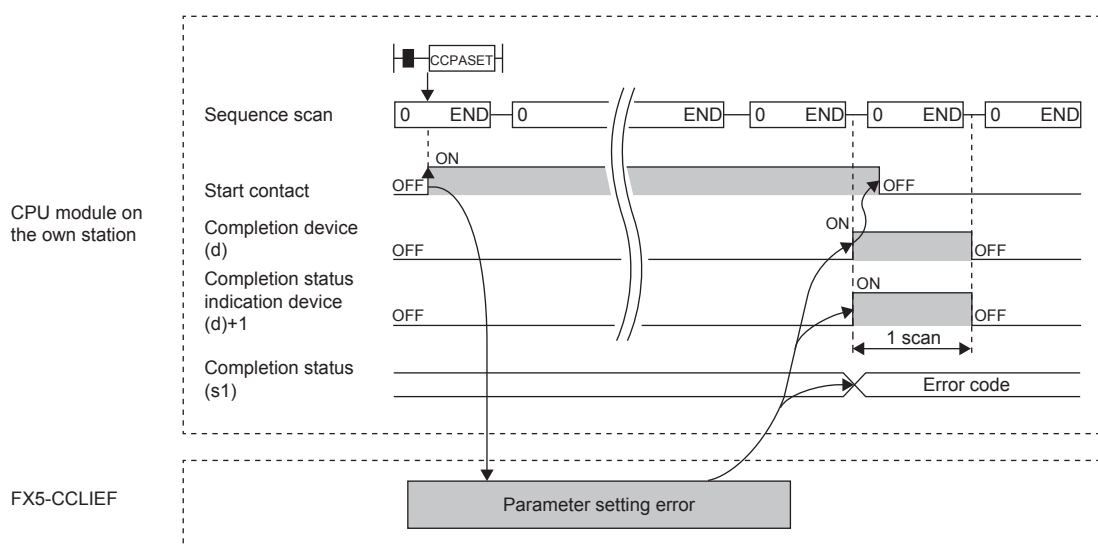 CCPASET
Sequence scan
0 END 0 END 0 END 0 END 0 END
ON
Start contact
OFF
OFF
CPU module on
the own station
Completion device
(d)
ON
OFF
OFF
Completion status
indication device
(d)+1
ON
OFF
OFF
1 scan
Completion status
(s1)
Error code
FX5-CCLIEF
Parameter setting error